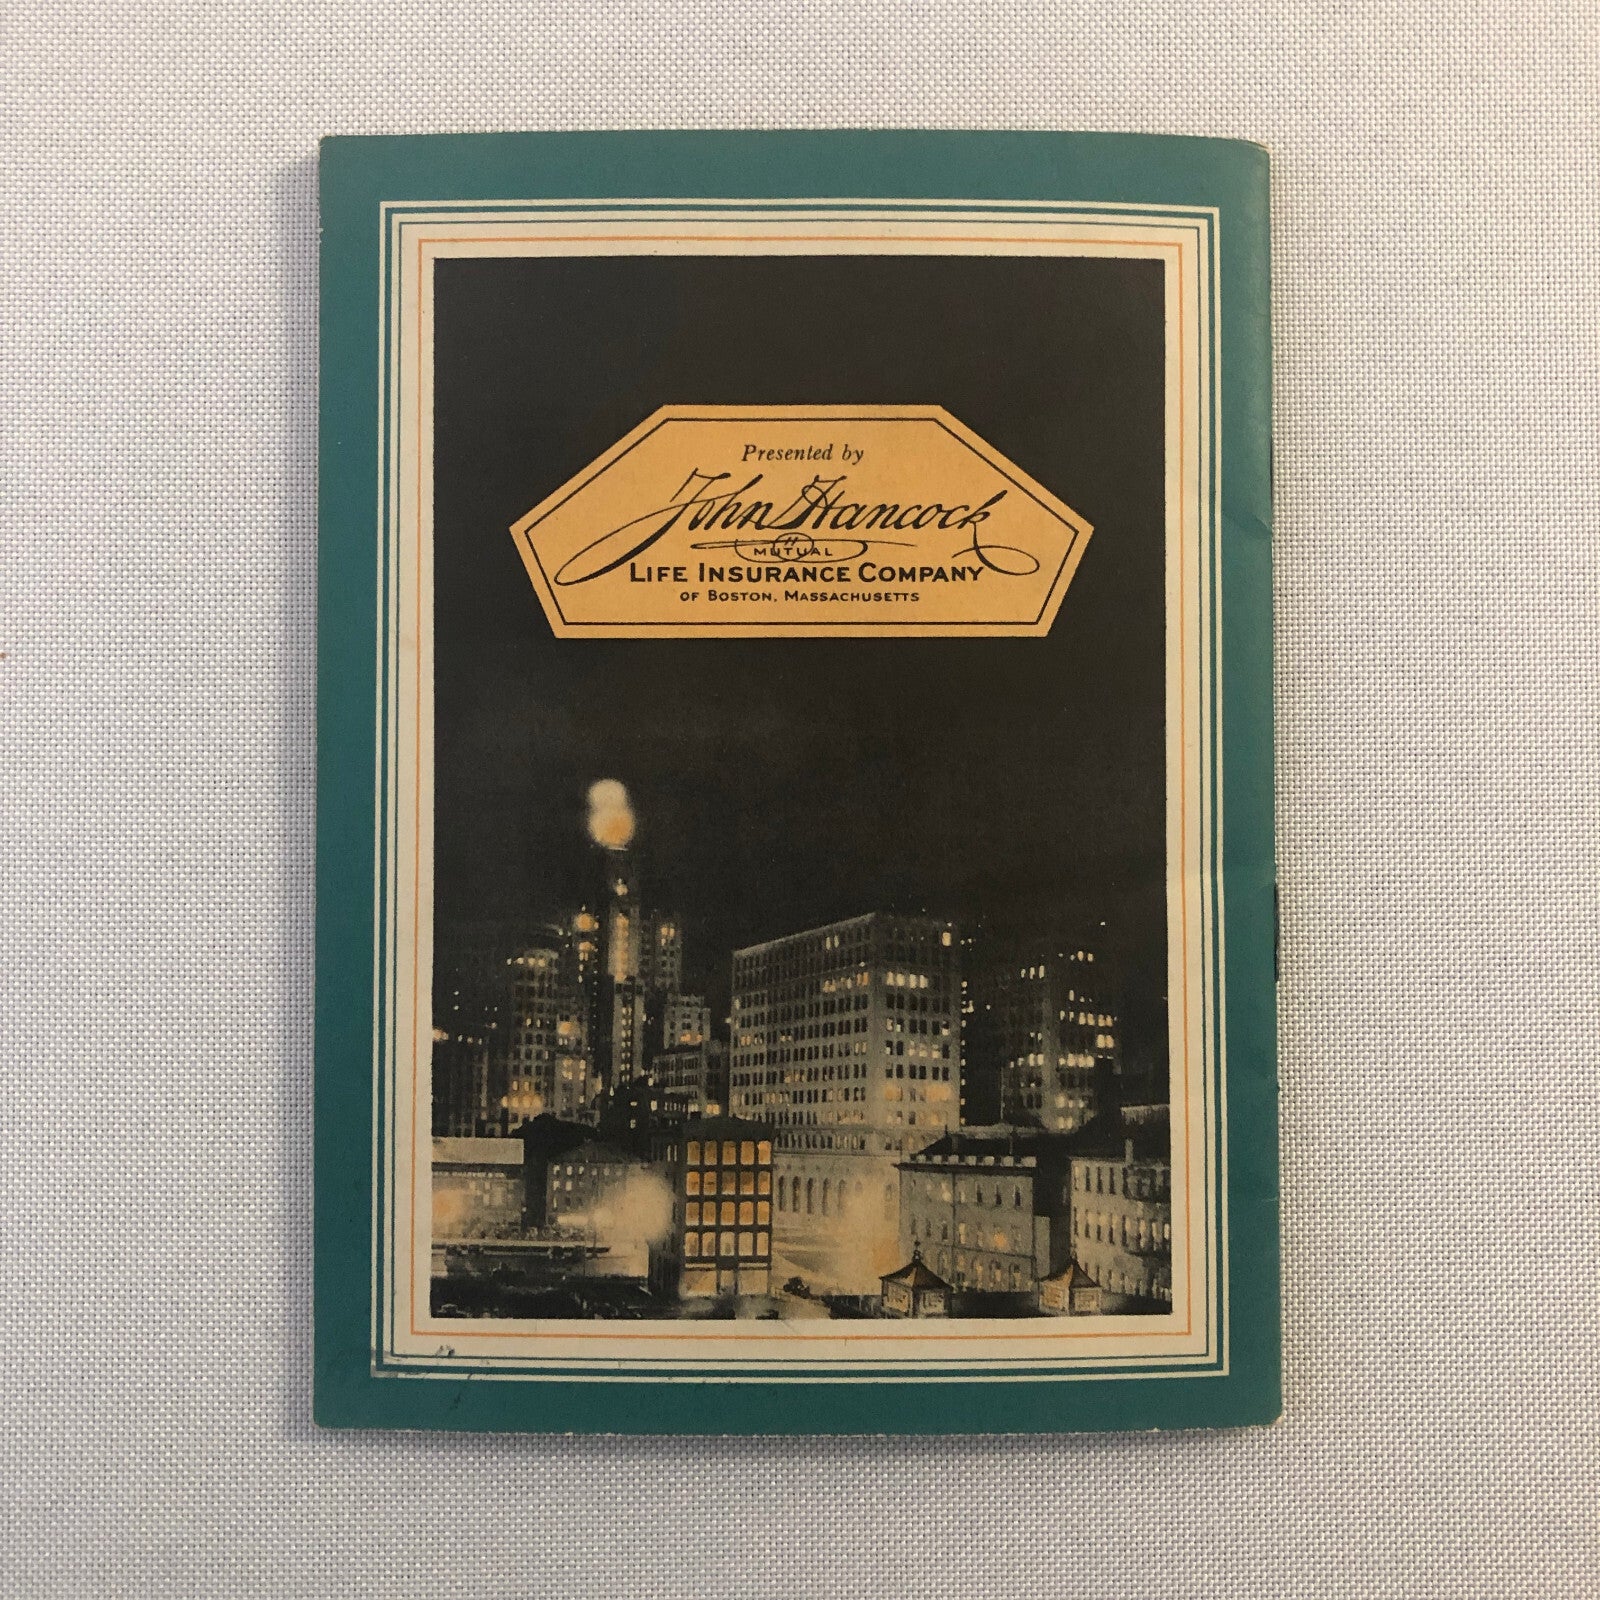 Presented by
John Hancock
MUTUAL
LIFE INSURANCE COMPANY
OF BOSTON, MASSACHUSETTS